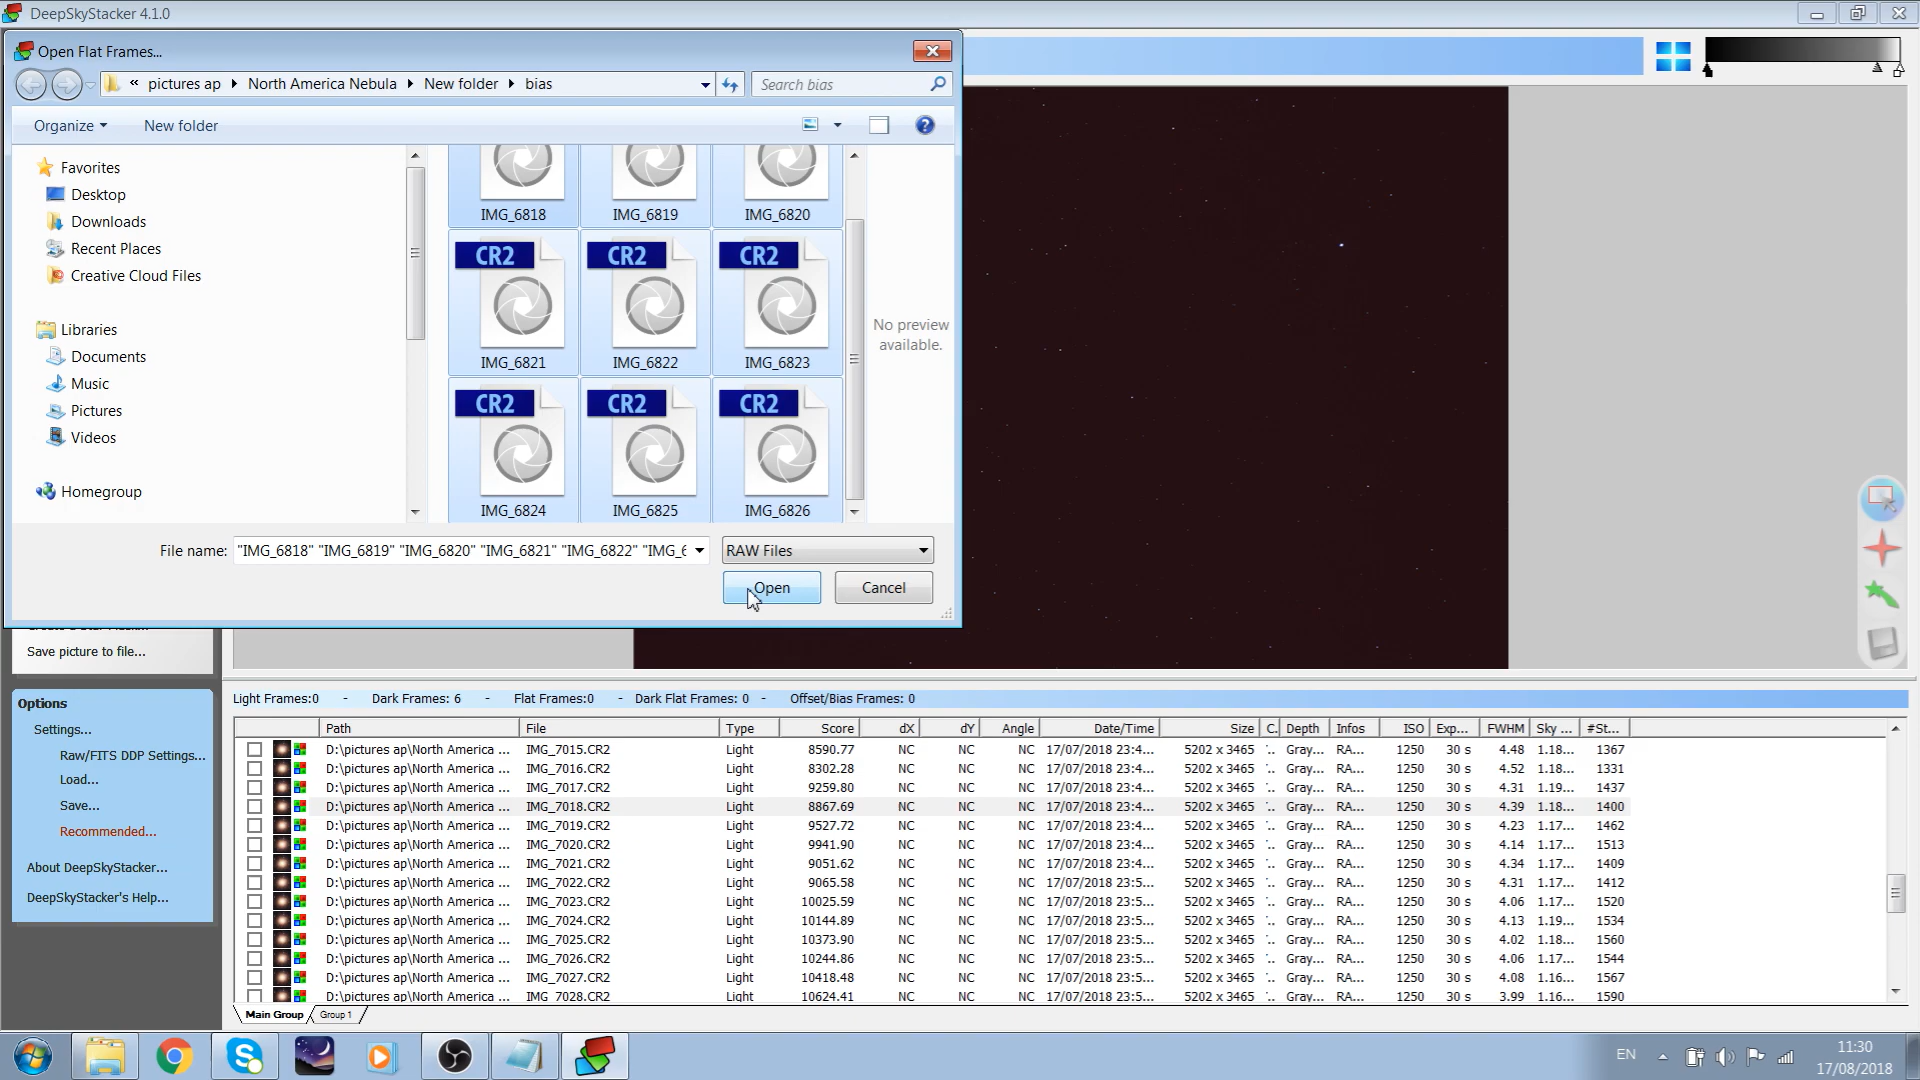 DeepSkyStacker 4.1.0
Open Flat Frames...
« pictures ap ▸ North America Nebula ▸ New folder ▸ bias
Search bias
Organize New folder
Favorites
Desktop
Downloads
Recent Places
Creative Cloud Files
Libraries
Documents
Music
Pictures
Videos
Homegroup
IMG_6818 IMG_6819 IMG_6820
CR2 CR2 CR2
IMG_6821 IMG_6822 IMG_6823
CR2 CR2 CR2
IMG_6824 IMG_6825 IMG_6826
No preview
available.
File name: "IMG_6818" "IMG_6819" "IMG_6820" "IMG_6821" "IMG_6822" "IMG_6 RAW Files
Open Cancel
Save picture to file...
Options
Settings...
Raw/FITS DDP Settings...
Load...
Save...
Recommended...
About DeepSkyStacker...
DeepSkyStacker's Help...
Light Frames:0 - Dark Frames: 6 - Flat Frames:0 - Dark Flat Frames: 0 - Offset/Bias Frames: 0
Path File Type Score dX dY Angle Date/Time Size C. Depth Infos ISO Exp... FWHM Sky ... #St...
D:\pictures ap\North America ... IMG_7015.CR2 Light 8590.77 NC NC NC 17/07/2018 23:4... 5202 x 3465 '.. Gray... RA... 1250 30 s 4.48 1.18... 1367
D:\pictures ap\North America ... IMG_7016.CR2 Light 8302.28 NC NC NC 17/07/2018 23:4... 5202 x 3465 '.. Gray... RA... 1250 30 s 4.52 1.18... 1331
D:\pictures ap\North America ... IMG_7017.CR2 Light 9259.80 NC NC NC 17/07/2018 23:4... 5202 x 3465 '.. Gray... RA... 1250 30 s 4.31 1.19... 1437
D:\pictures ap\North America ... IMG_7018.CR2 Light 8867.69 NC NC NC 17/07/2018 23:4... 5202 x 3465 '.. Gray... RA... 1250 30 s 4.39 1.18... 1400
D:\pictures ap\North America ... IMG_7019.CR2 Light 9527.72 NC NC NC 17/07/2018 23:4... 5202 x 3465 '.. Gray... RA... 1250 30 s 4.23 1.17... 1462
D:\pictures ap\North America ... IMG_7020.CR2 Light 9941.90 NC NC NC 17/07/2018 23:4... 5202 x 3465 '.. Gray... RA... 1250 30 s 4.14 1.17... 1513
D:\pictures ap\North America ... IMG_7021.CR2 Light 9051.62 NC NC NC 17/07/2018 23:4... 5202 x 3465 '.. Gray... RA... 1250 30 s 4.34 1.17... 1409
D:\pictures ap\North America ... IMG_7022.CR2 Light 9065.58 NC NC NC 17/07/2018 23:5... 5202 x 3465 '.. Gray... RA... 1250 30 s 4.31 1.17... 1412
D:\pictures ap\North America ... IMG_7023.CR2 Light 10025.59 NC NC NC 17/07/2018 23:5... 5202 x 3465 '.. Gray... RA... 1250 30 s 4.06 1.17... 1520
D:\pictures ap\North America ... IMG_7024.CR2 Light 10144.89 NC NC NC 17/07/2018 23:5... 5202 x 3465 '.. Gray... RA... 1250 30 s 4.13 1.19... 1534
D:\pictures ap\North America ... IMG_7025.CR2 Light 10373.90 NC NC NC 17/07/2018 23:5... 5202 x 3465 '.. Gray... RA... 1250 30 s 4.02 1.18... 1560
D:\pictures ap\North America ... IMG_7026.CR2 Light 10244.86 NC NC NC 17/07/2018 23:5... 5202 x 3465 '.. Gray... RA... 1250 30 s 4.06 1.17... 1544
D:\pictures ap\North America ... IMG_7027.CR2 Light 10418.48 NC NC NC 17/07/2018 23:5... 5202 x 3465 '.. Gray... RA... 1250 30 s 4.08 1.16... 1567
D:\pictures ap\North America ... IMG_7028.CR2 Light 10624.41 NC NC NC 17/07/2018 23:5... 5202 x 3465 '.. Gray... RA... 1250 30 s 3.99 1.16... 1590
Main Group Group 1
EN 11:30
17/08/2018